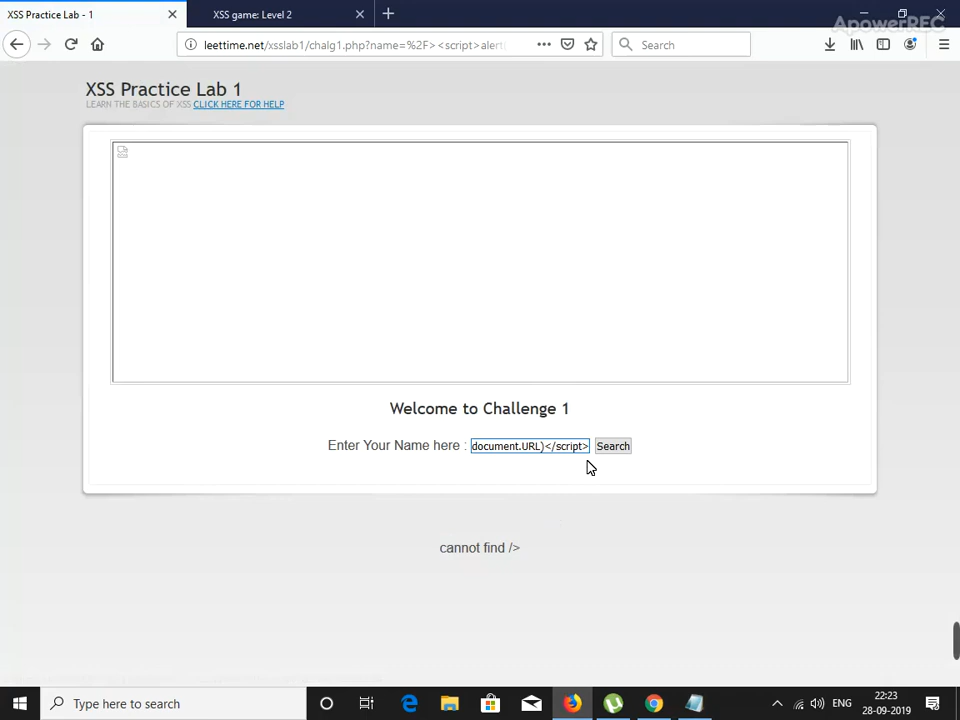 XSS Practice Lab - 1
XSS game: Level 2
ApowerREC
leettime.net/xsslab1/chalg1.php?name=%2F><script>alert(
Search
XSS Practice Lab 1
LEARN THE BASICS OF XSS CLICK HERE FOR HELP
Welcome to Challenge 1
Enter Your Name here : document.URL)</script> Search
cannot find />
Type here to search
ENG
22:23
28-09-2019